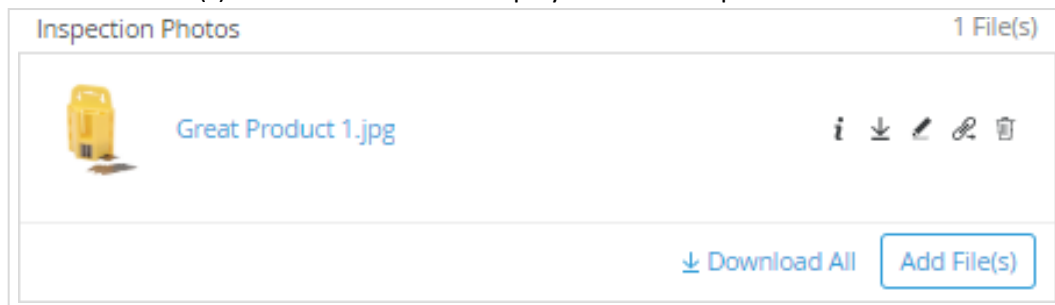 Inspection Photos 1 File(s)
Great Product 1.jpg
Download All Add File(s)